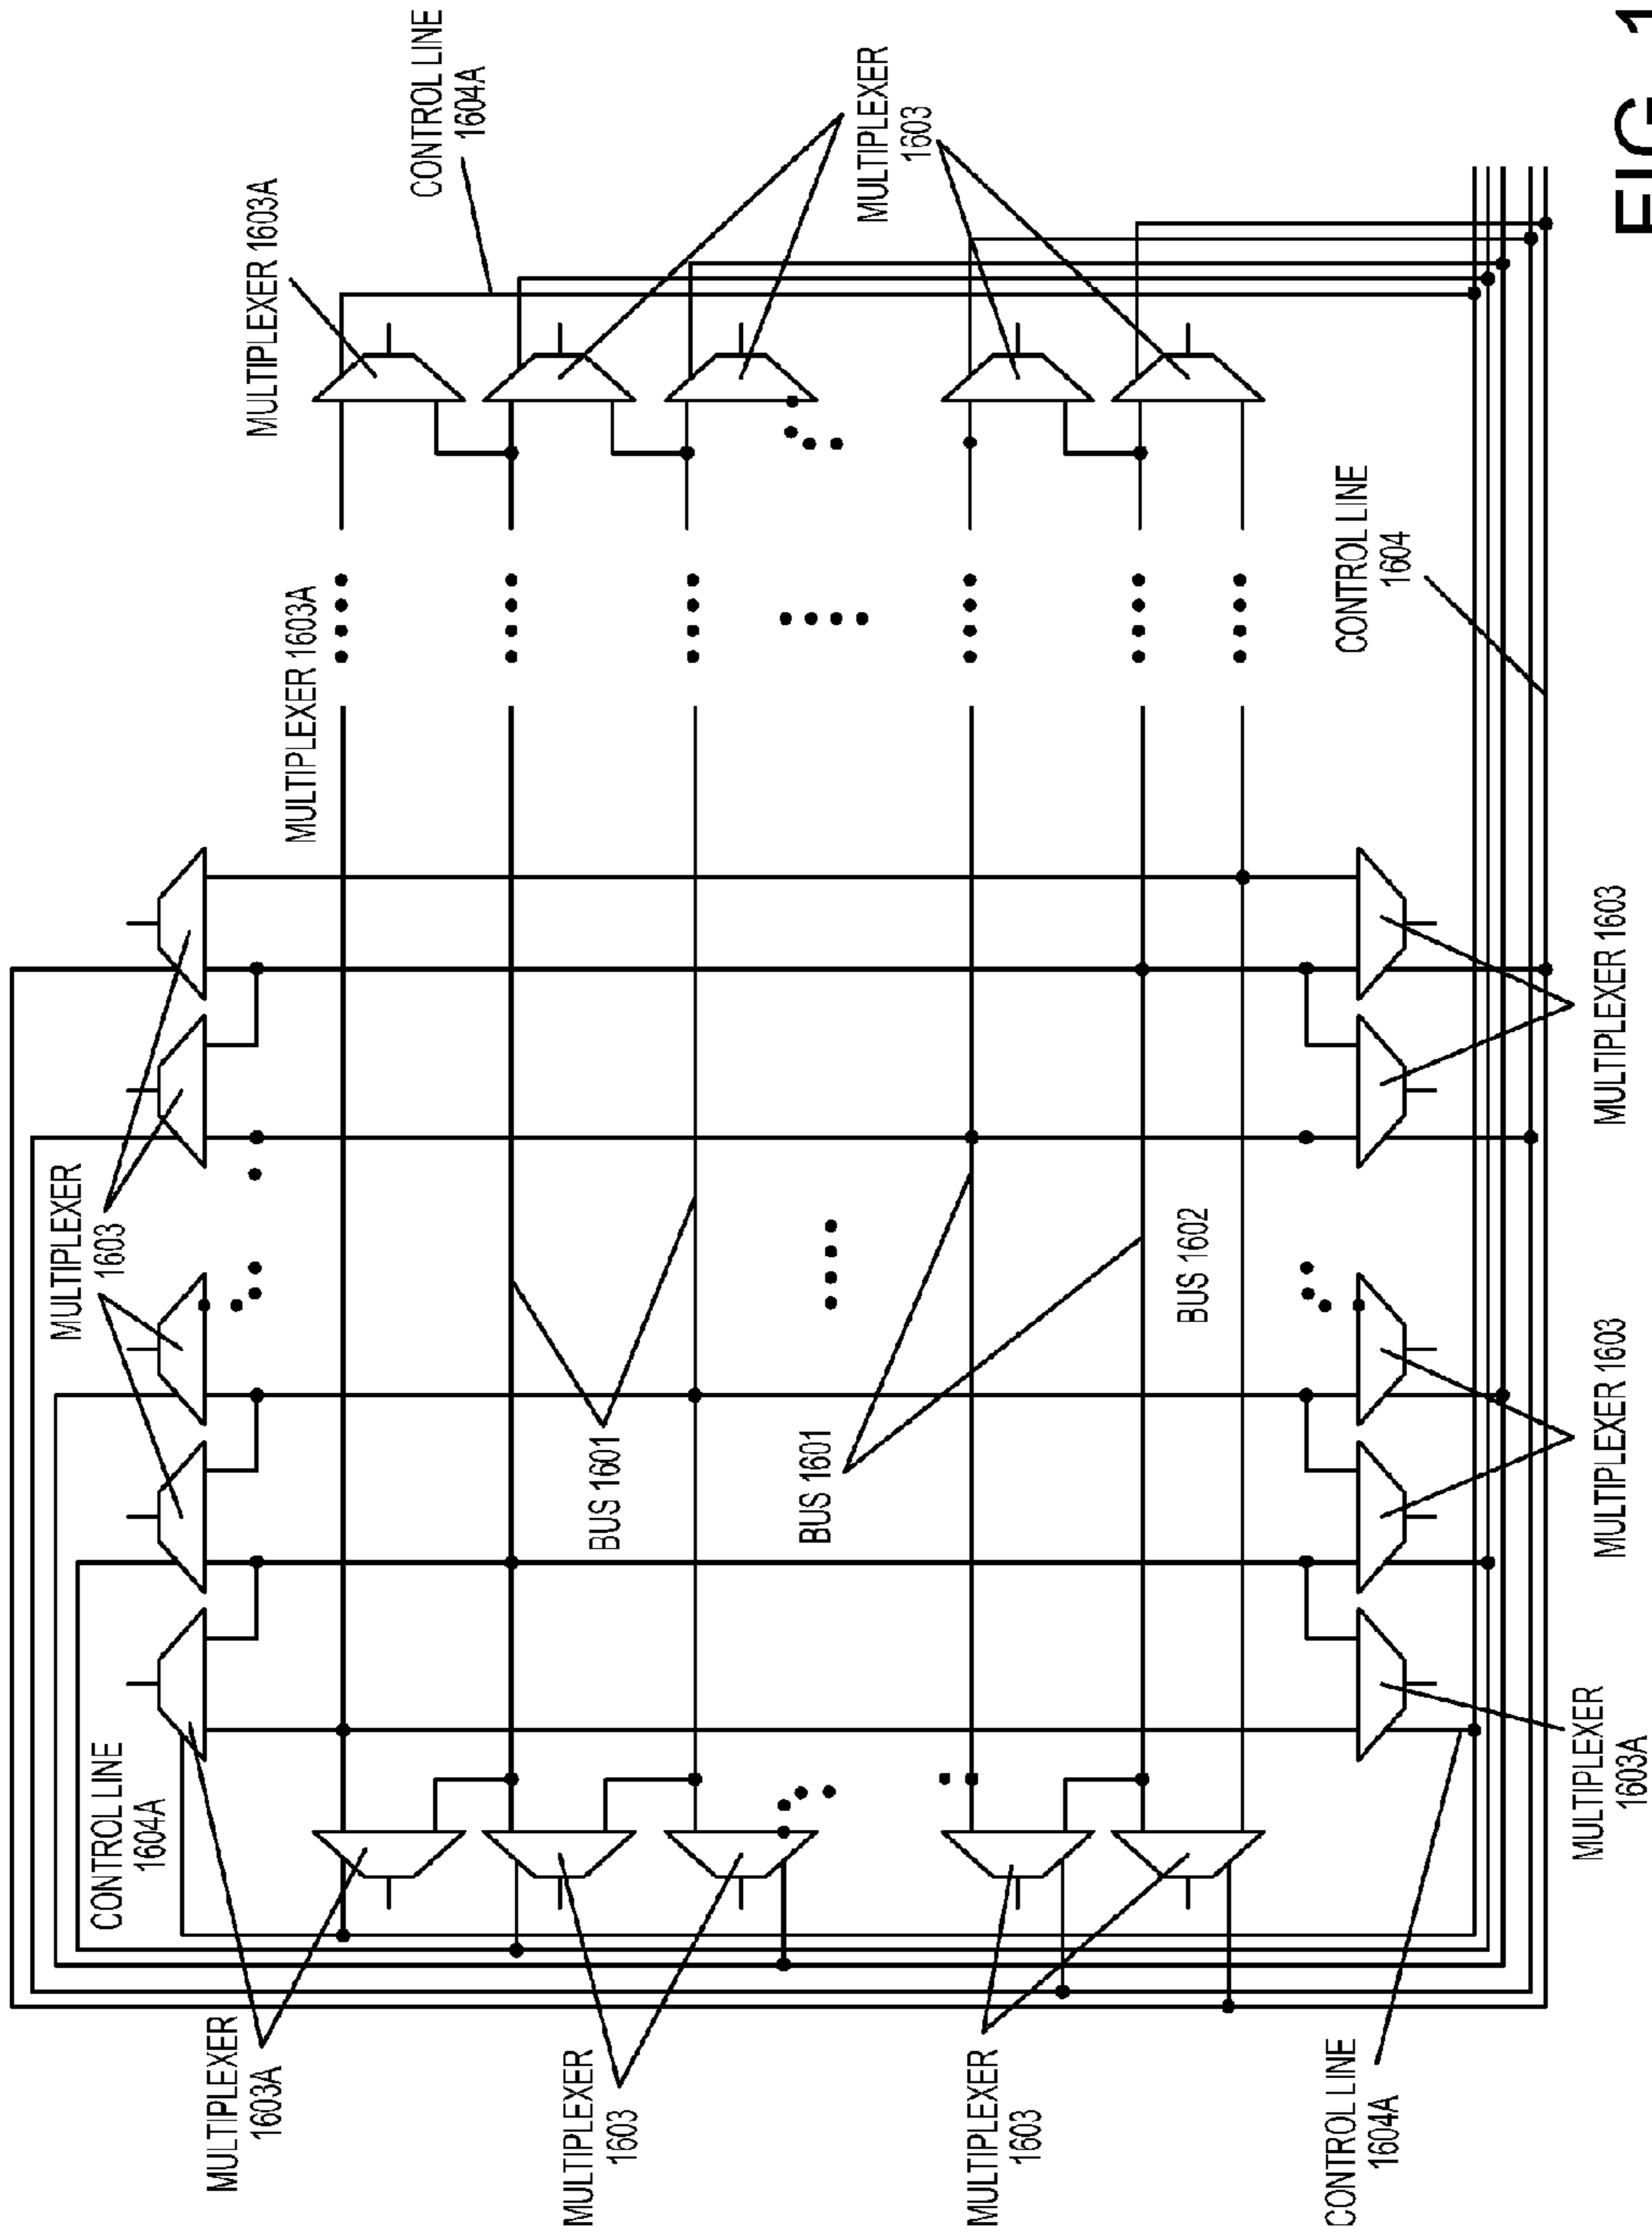 MULTIPLEXER
1603
CONTROL LINE
1604A
MULTIPLEXER
1603A
MULTIPLEXER 1603A
MULTIPLEXER 1603A
CONTROL LINE
1604A
MULTIPLEXER
1603
BUS 1601
BUS 1601
MULTIPLEXER
1603
MULTIPLEXER
1603
BUS 1602
CONTROL LINE
1604A
CONTROL LINE
1604
MULTIPLEXER
1603A
MULTIPLEXER 1603
MULTIPLEXER 1603